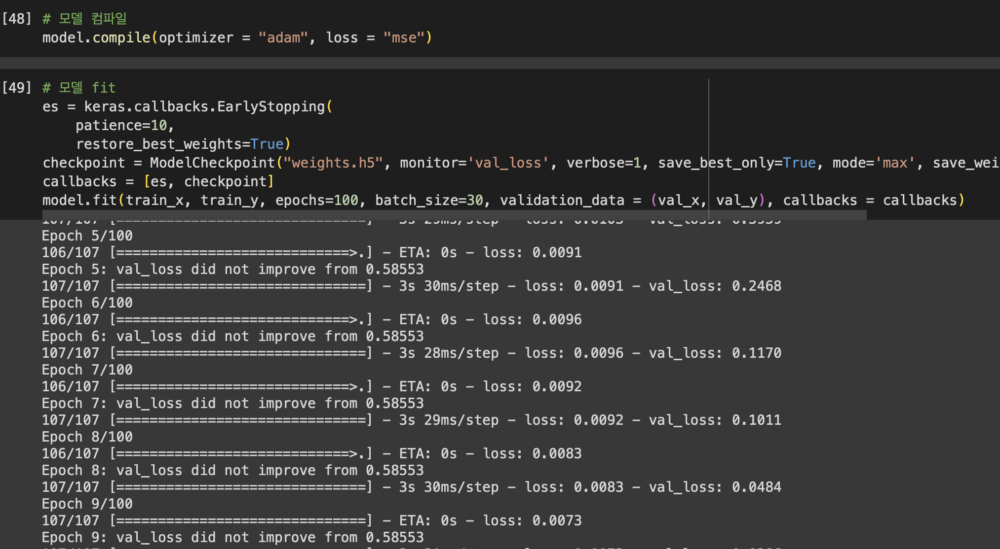 [48] # 모델 컴파일
model.compile(optimizer = "adam", loss = "mse")
[49] # 모델 fit
es = keras.callbacks.EarlyStopping(
    patience=10,
    restore_best_weights=True)
checkpoint = ModelCheckpoint("weights.h5", monitor='val_loss', verbose=1, save_best_only=True, mode='max', save_wei
callbacks = [es, checkpoint]
model.fit(train_x, train_y, epochs=100, batch_size=30, validation_data = (val_x, val_y), callbacks = callbacks)
Epoch 5/100
106/107 [============================>.] - ETA: 0s - loss: 0.0091
Epoch 5: val_loss did not improve from 0.58553
107/107 [==============================] - 3s 30ms/step - loss: 0.0091 - val_loss: 0.2468
Epoch 6/100
106/107 [============================>.] - ETA: 0s - loss: 0.0096
Epoch 6: val_loss did not improve from 0.58553
107/107 [==============================] - 3s 28ms/step - loss: 0.0096 - val_loss: 0.1170
Epoch 7/100
106/107 [============================>.] - ETA: 0s - loss: 0.0092
Epoch 7: val_loss did not improve from 0.58553
107/107 [==============================] - 3s 29ms/step - loss: 0.0092 - val_loss: 0.1011
Epoch 8/100
106/107 [============================>.] - ETA: 0s - loss: 0.0083
Epoch 8: val_loss did not improve from 0.58553
107/107 [==============================] - 3s 30ms/step - loss: 0.0083 - val_loss: 0.0484
Epoch 9/100
107/107 [==============================] - ETA: 0s - loss: 0.0073
Epoch 9: val_loss did not improve from 0.58553